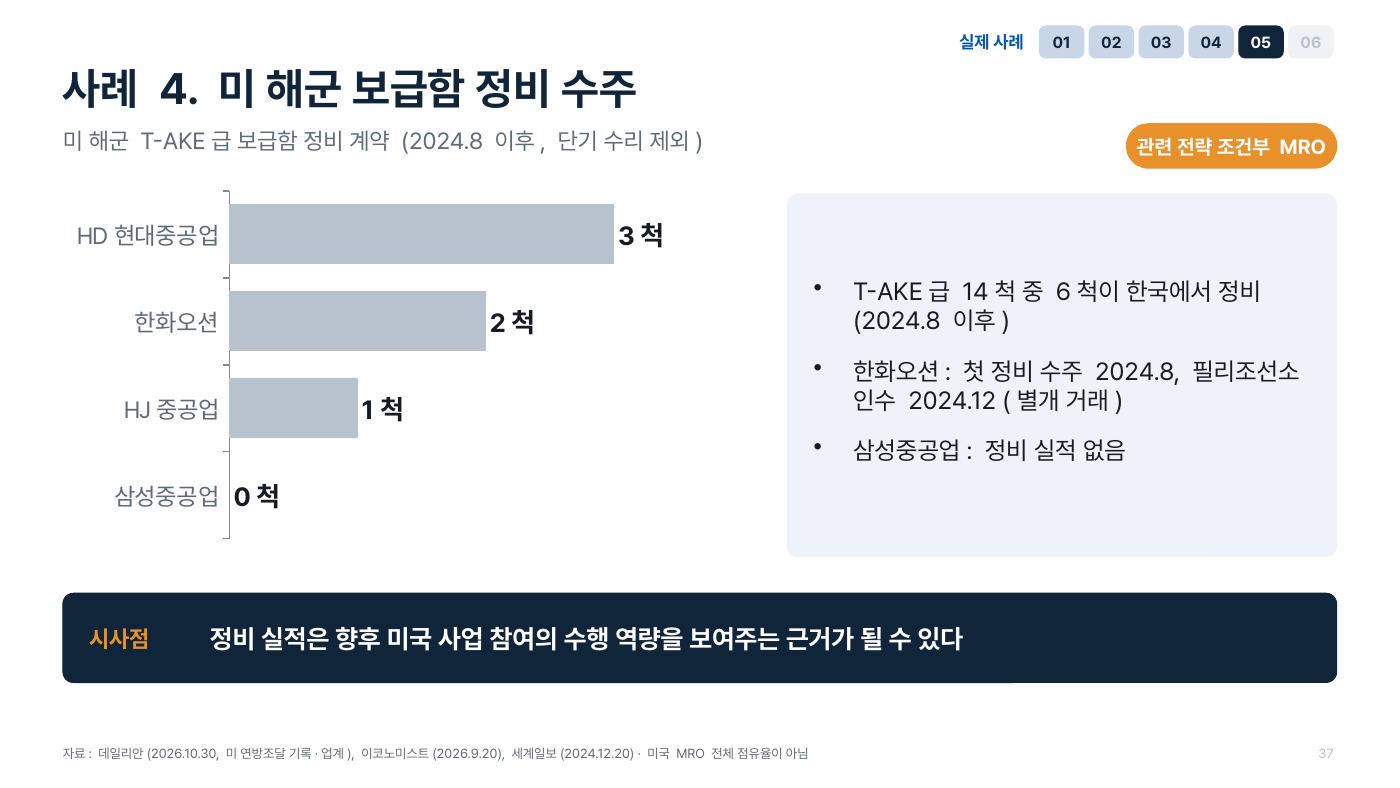 실제 사례 01 02 03 04 05 06
사례 4. 미 해군 보급함 정비 수주
미 해군 T-AKE 급 보급함 정비 계약 (2024.8 이후 , 단기 수리 제외 )
관련 전략 조건부 MRO
HD 현대중공업 3 척
한화오션 2 척
HJ 중공업 1 척
삼성중공업 0 척
• T-AKE 급 14 척 중 6 척이 한국에서 정비
(2024.8 이후 )
• 한화오션 : 첫 정비 수주 2024.8, 필리조선소
인수 2024.12 ( 별개 거래 )
• 삼성중공업 : 정비 실적 없음
시사점 정비 실적은 향후 미국 사업 참여의 수행 역량을 보여주는 근거가 될 수 있다
자료 : 데일리안 (2026.10.30, 미 연방조달 기록 · 업계 ), 이코노미스트 (2026.9.20), 세계일보 (2024.12.20) · 미국 MRO 전체 점유율이 아님
37